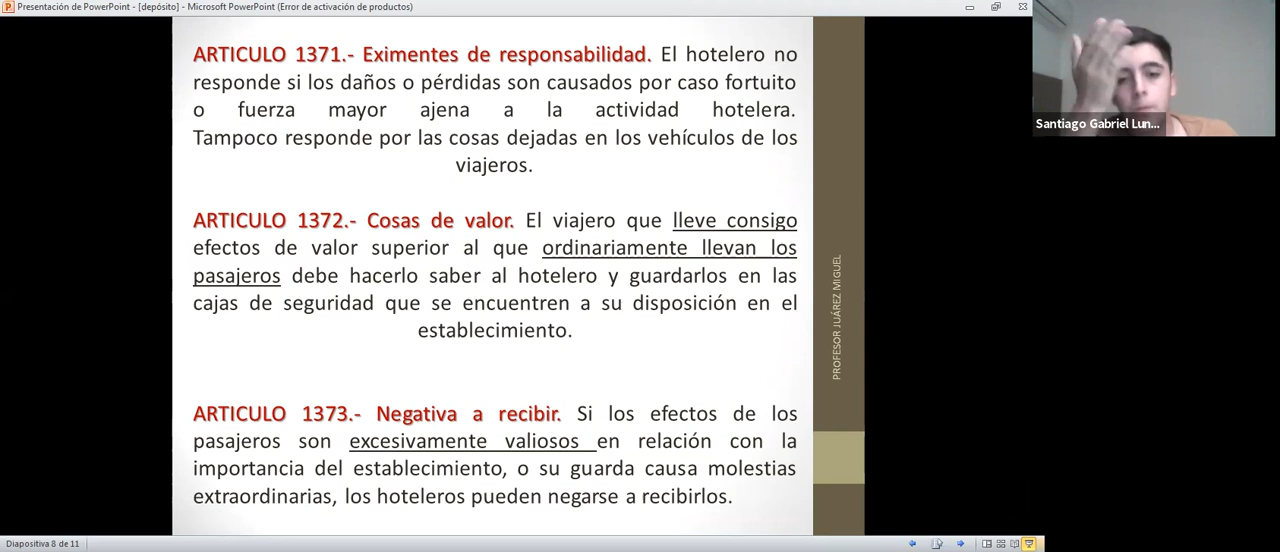 Presentación de PowerPoint - [depósito] - Microsoft PowerPoint (Error de activación de productos)
ARTICULO 1371.- Eximentes de responsabilidad. El hotelero no
responde si los daños o pérdidas son causados por caso fortuito
o fuerza mayor ajena a la actividad hotelera.
Tampoco responde por las cosas dejadas en los vehículos de los
viajeros.
ARTICULO 1372.- Cosas de valor. El viajero que lleve consigo
efectos de valor superior al que ordinariamente llevan los
pasajeros debe hacerlo saber al hotelero y guardarlos en las
cajas de seguridad que se encuentren a su disposición en el
establecimiento.
ARTICULO 1373.- Negativa a recibir. Si los efectos de los
pasajeros son excesivamente valiosos en relación con la
importancia del establecimiento, o su guarda causa molestias
extraordinarias, los hoteleros pueden negarse a recibirlos.
PROFESOR JUÁREZ MIGUEL
Santiago Gabriel Lun...
Diapositiva 8 de 11